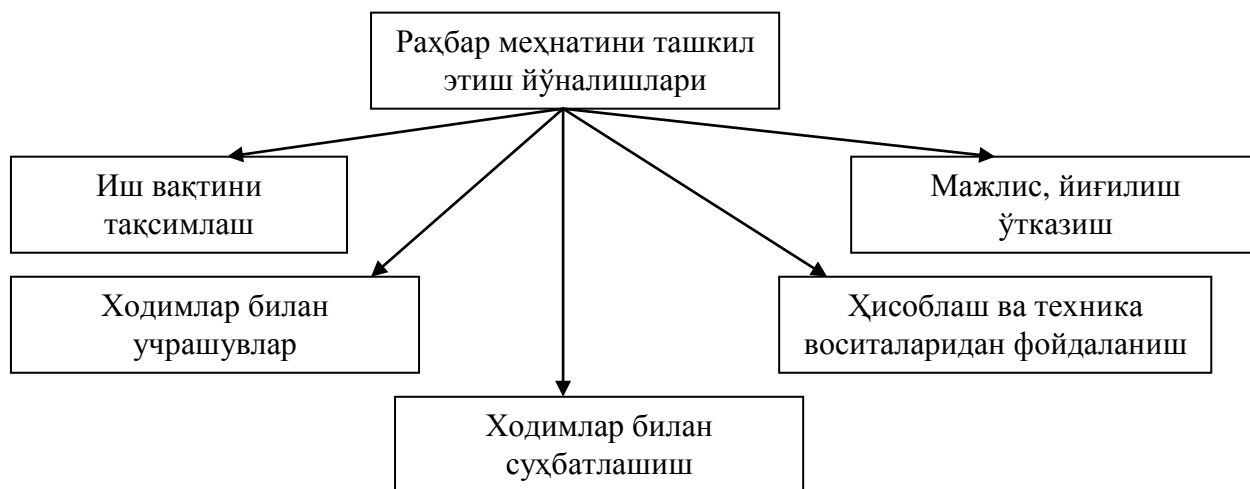 Раҳбар меҳнатини ташкил
этиш йўналишлари
Иш вақтини
тақсимлаш
Мажлис, йиғилиш
ўтказиш
Ходимлар билан
учрашувлар
Ҳисоблаш ва техника
воситаларидан фойдаланиш
Ходимлар билан
суҳбатлашиш